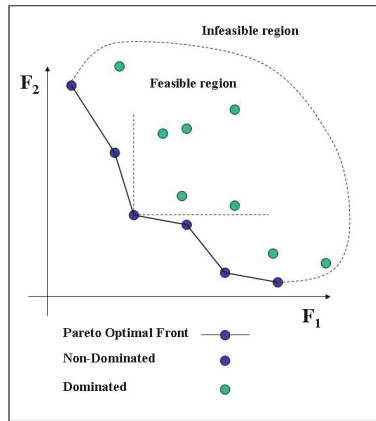 Infeasible region
Feasible region
F2
F1
Pareto Optimal Front
Non-Dominated
Dominated